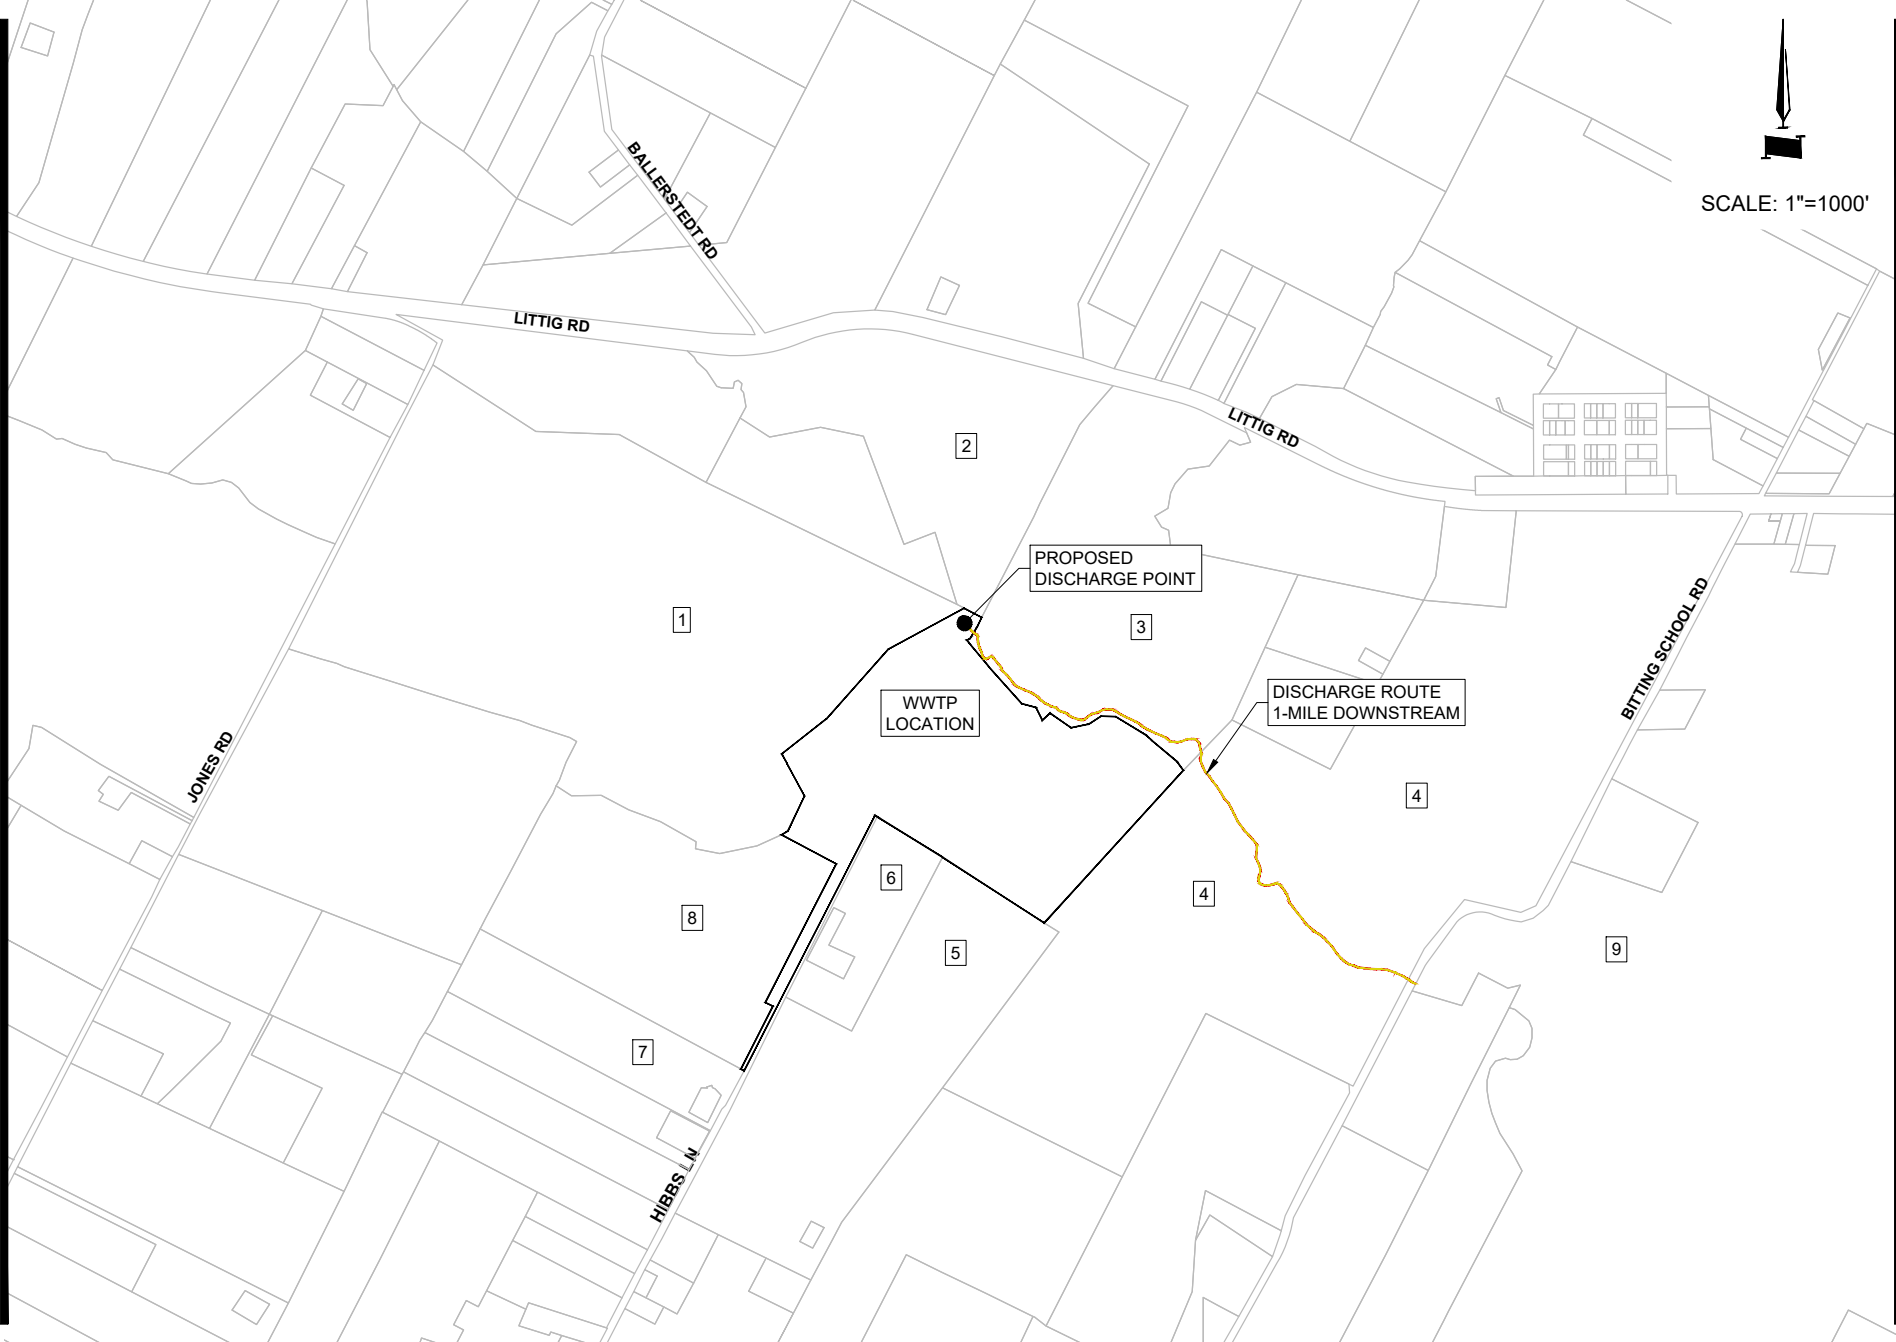 SCALE: 1"=1000'
BALLERSTEDT RD
LITTIG RD
LITTIG RD
2
PROPOSED
DISCHARGE POINT
1
3
BITTING SCHOOL RD
WWTP
LOCATION
DISCHARGE ROUTE
1-MILE DOWNSTREAM
JONES RD
4
6
4
8
5
9
7
HIBBS LN